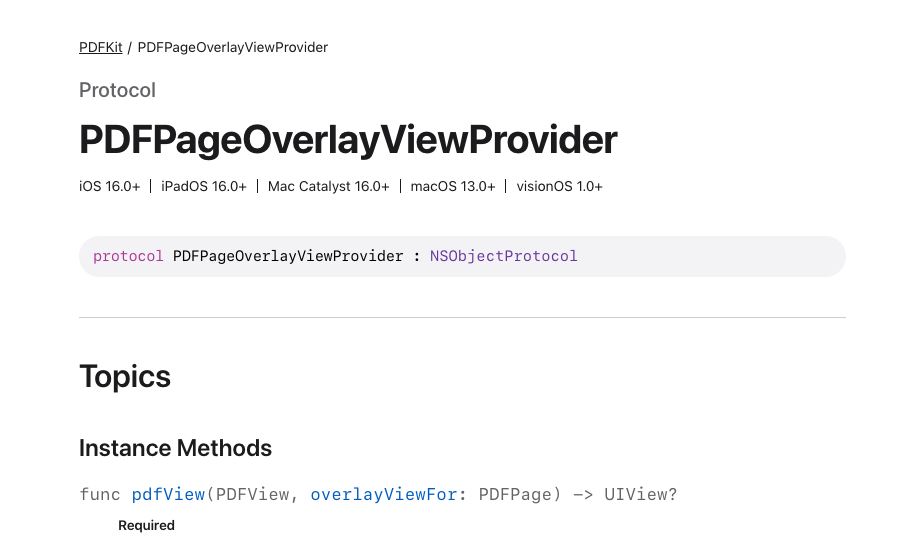 PDFKit / PDFPageOverlayViewProvider
Protocol
PDFPageOverlayViewProvider
iOS 16.0+ | iPadOS 16.0+ | Mac Catalyst 16.0+ | macOS 13.0+ | visionOS 1.0+
protocol PDFPageOverlayViewProvider : NSObjectProtocol
Topics
Instance Methods
func pdfView(PDFView, overlayViewFor: PDFPage) -> UIView?
Required